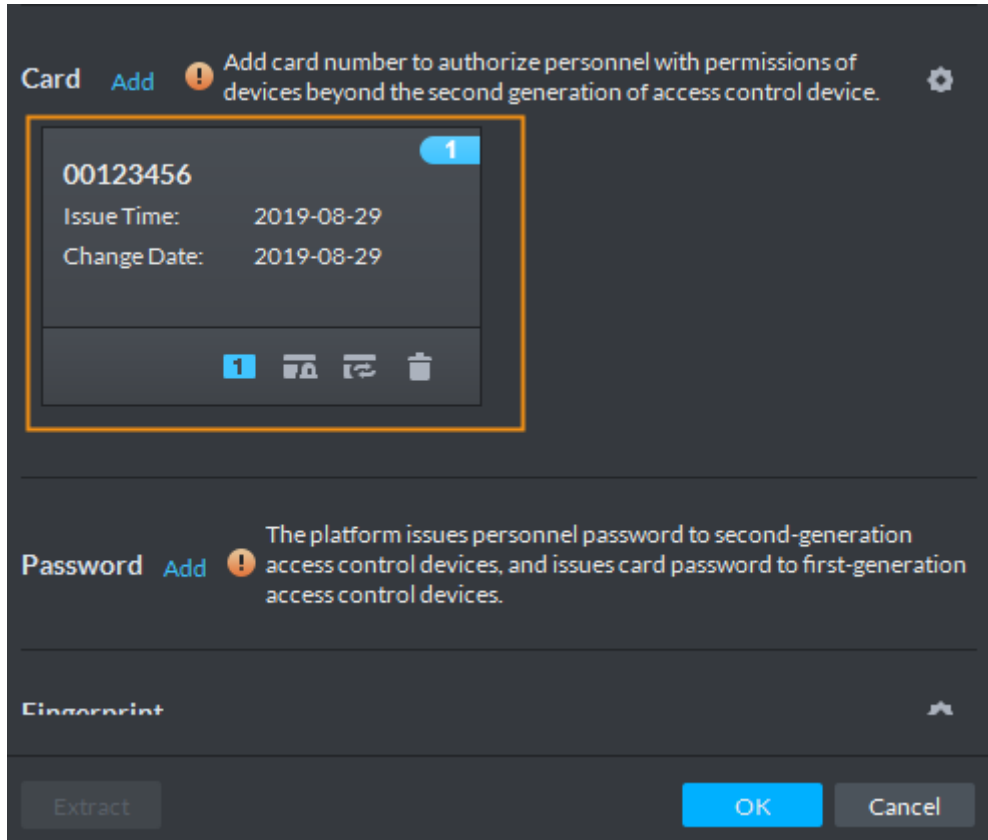 Card Add ! Add card number to authorize personnel with permissions of
devices beyond the second generation of access control device.
1
00123456
Issue Time: 2019-08-29
Change Date: 2019-08-29
1
The platform issues personnel password to second-generation
Password Add ! access control devices, and issues card password to first-generation
access control devices.
Fingerprint
Extract OK Cancel